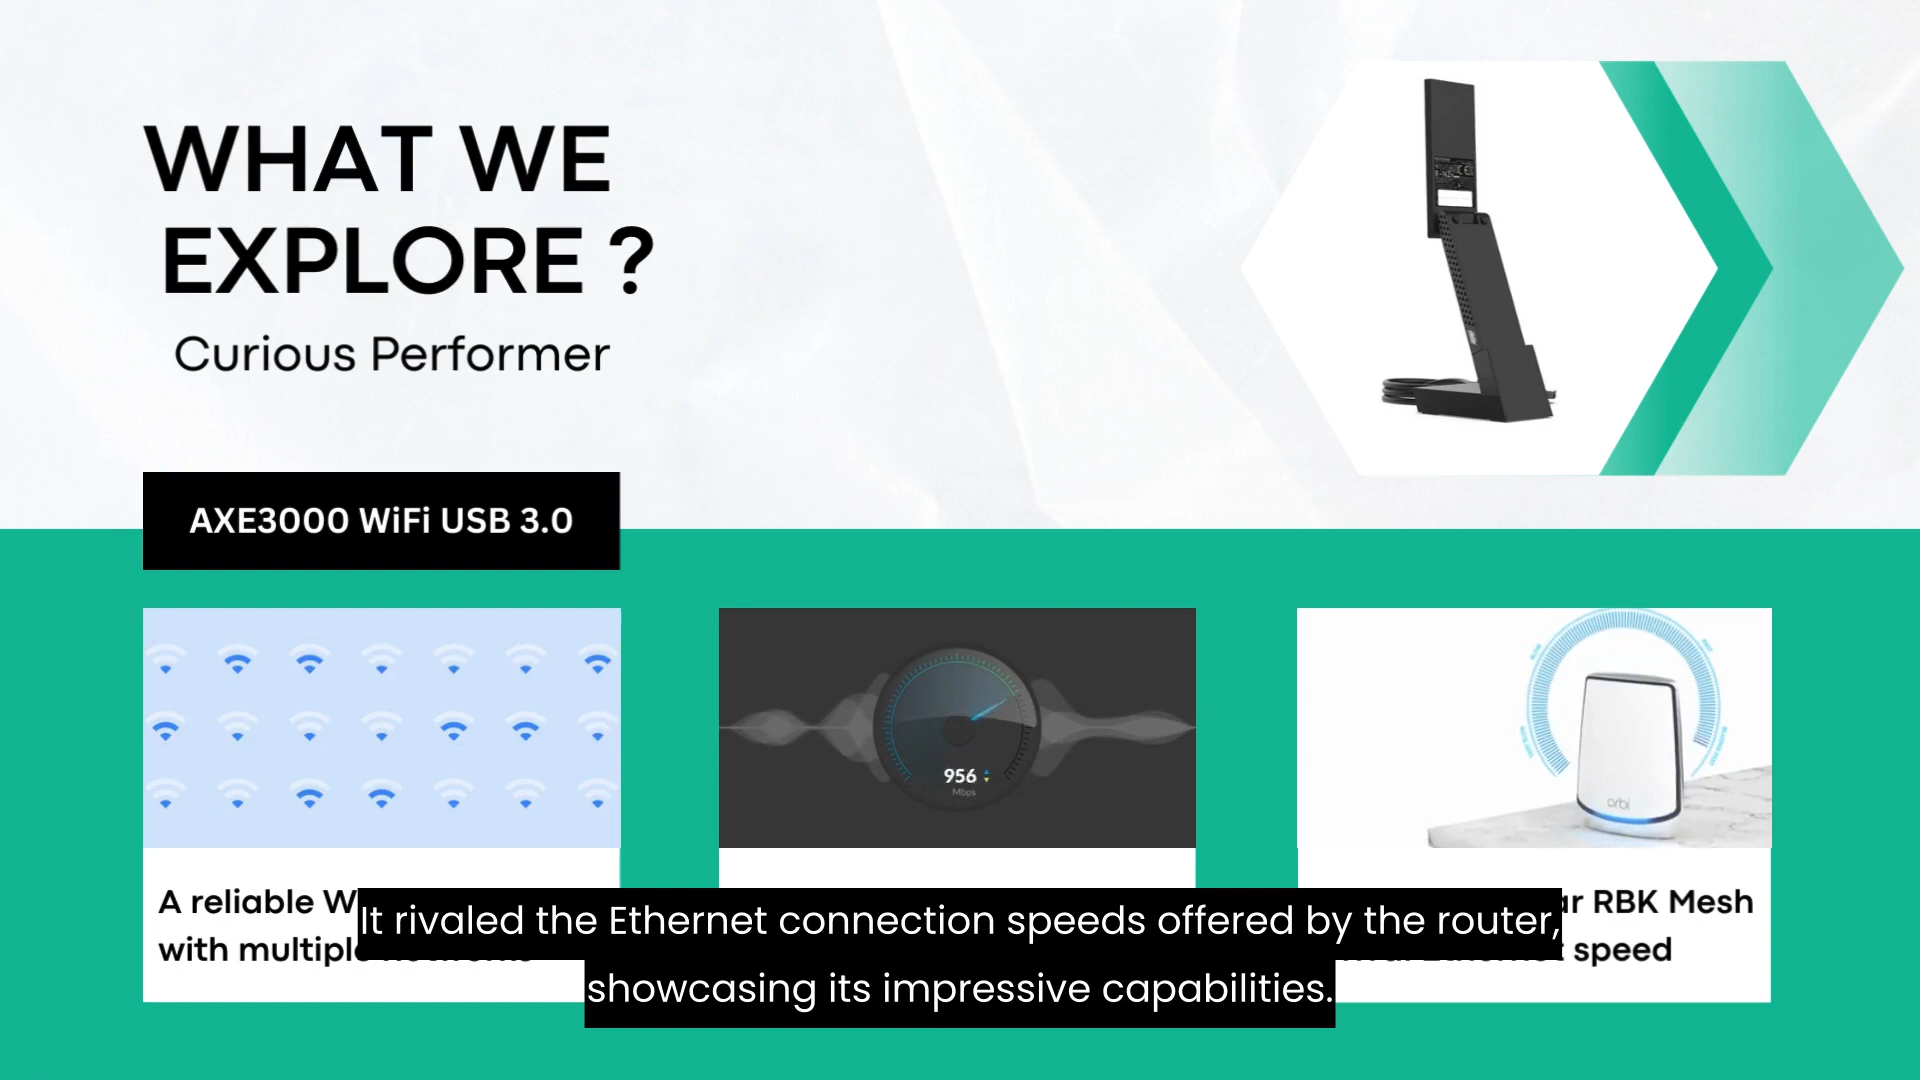 WHAT WE
EXPLORE ?
Curious Performer
AXE3000 WiFi USB 3.0
956
Mbps
orbi
A reliable
with multiple
RBK Mesh
speed
It rivaled the Ethernet connection speeds offered by the router,
showcasing its impressive capabilities.